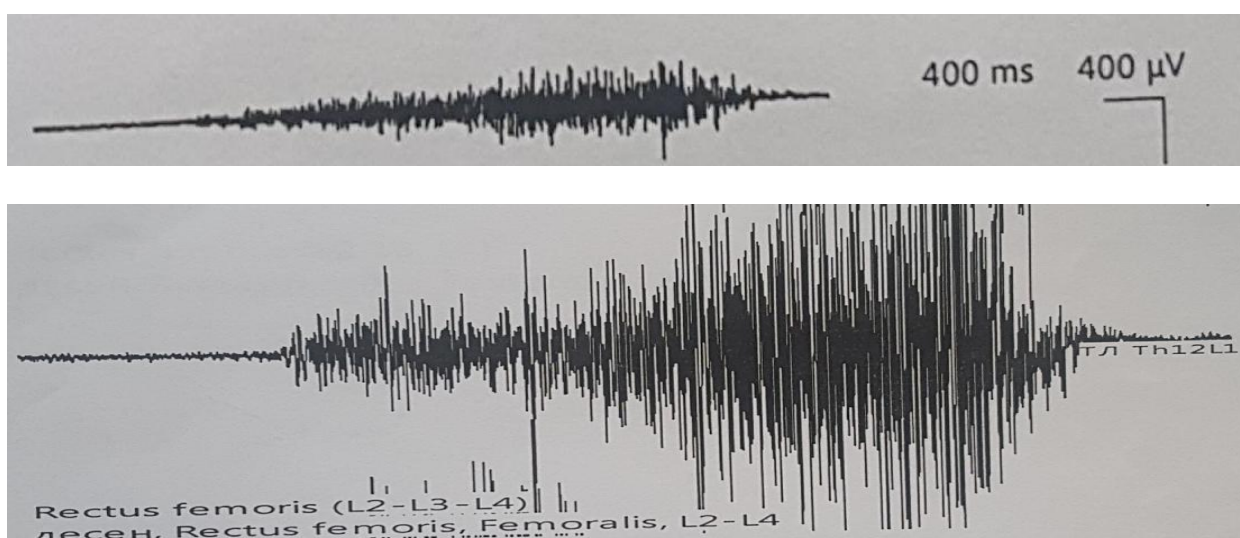 400 ms 400 µV
тл Th12L1
Rectus femoris (L2-L3-L4)
десен, Rectus femoris, Femoralis, L2-L4